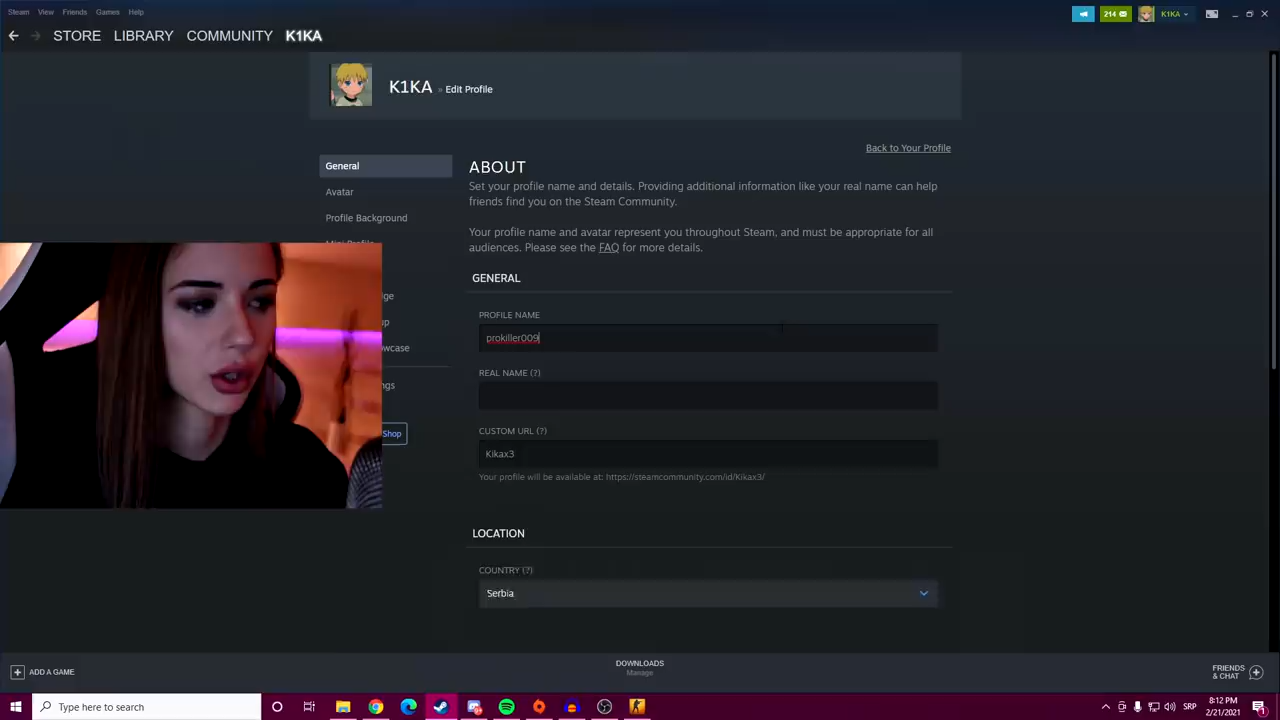 Steam View Friends Games Help
214
K1KA
STORE LIBRARY COMMUNITY K1KA
K1KA » Edit Profile
Back to Your Profile
General
Avatar
Profile Background
Shop
ABOUT
Set your profile name and details. Providing additional information like your real name can help
friends find you on the Steam Community.
Your profile name and avatar represent you throughout Steam, and must be appropriate for all
audiences. Please see the FAQ for more details.
GENERAL
PROFILE NAME
prokiller009
REAL NAME (?)
CUSTOM URL (?)
Kikax3
Your profile will be available at: https://steamcommunity.com/id/Kikax3/
LOCATION
COUNTRY (?)
Serbia
ADD A GAME
DOWNLOADS
Manage
FRIENDS
& CHAT
Type here to search
SRP
8:12 PM
2/21/2021